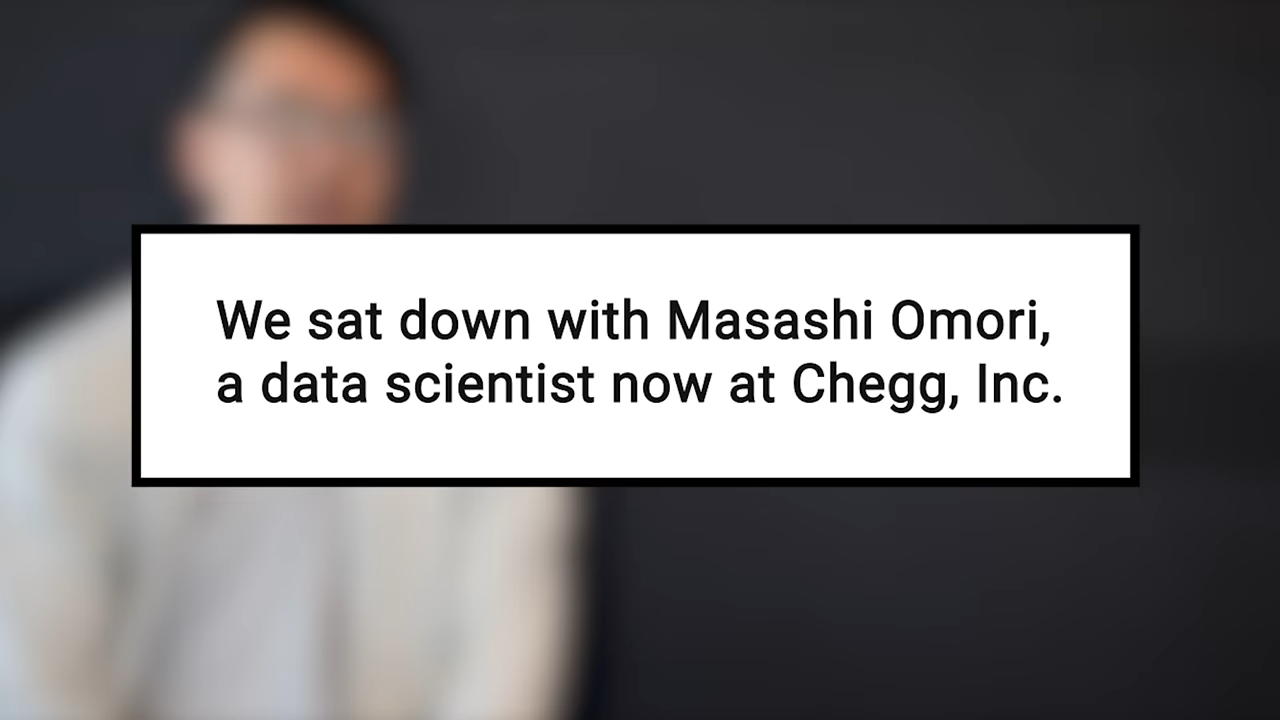 We sat down with Masashi Omori,
a data scientist now at Chegg, Inc.